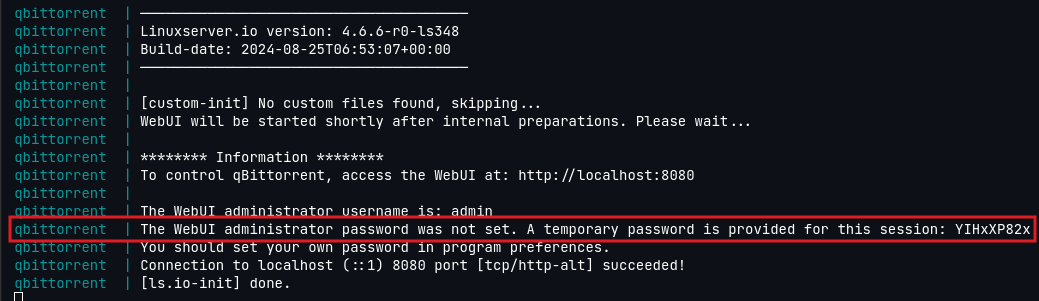 qbittorrent | ───────────────────────────────────────
qbittorrent | Linuxserver.io version: 4.6.6-r0-ls348
qbittorrent | Build-date: 2024-08-25T06:53:07+00:00
qbittorrent | ───────────────────────────────────────
qbittorrent |
qbittorrent | [custom-init] No custom files found, skipping...
qbittorrent | WebUI will be started shortly after internal preparations. Please wait...
qbittorrent |
qbittorrent | ******** Information ********
qbittorrent | To control qBittorrent, access the WebUI at: http://localhost:8080
qbittorrent |
qbittorrent | The WebUI administrator username is: admin
qbittorrent | The WebUI administrator password was not set. A temporary password is provided for this session: YIHxXP82x
qbittorrent | You should set your own password in program preferences.
qbittorrent | Connection to localhost (::1) 8080 port [tcp/http-alt] succeeded!
qbittorrent | [ls.io-init] done.